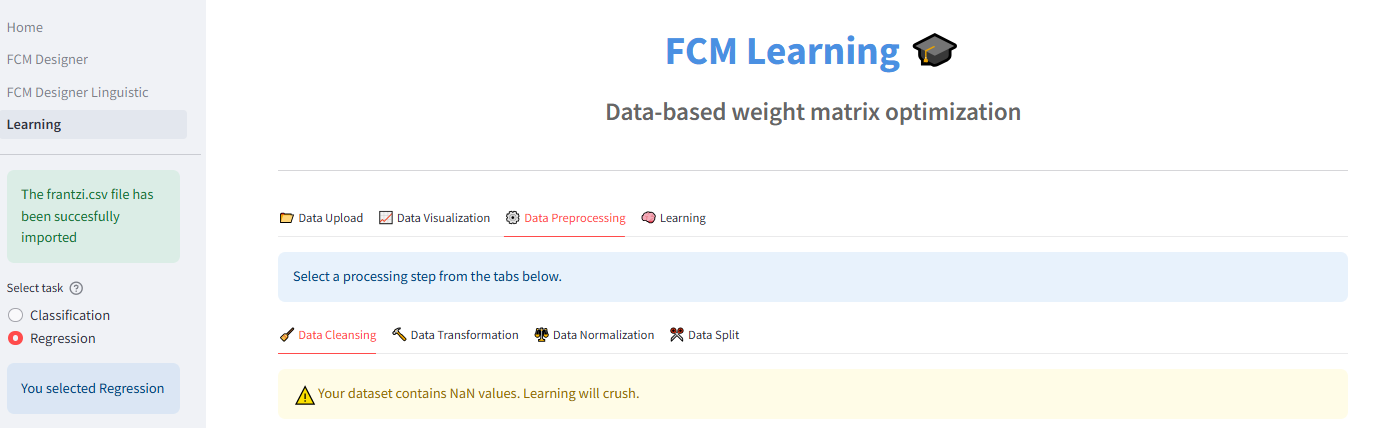 Home
FCM Designer
FCM Designer Linguistic
Learning
The frantzi.csv file has
been succesfully
imported
Select task
Classification
Regression
You selected Regression
FCM Learning
Data-based weight matrix optimization
Data Upload Data Visualization Data Preprocessing Learning
Select a processing step from the tabs below.
Data Cleansing Data Transformation Data Normalization Data Split
Your dataset contains NaN values. Learning will crush.